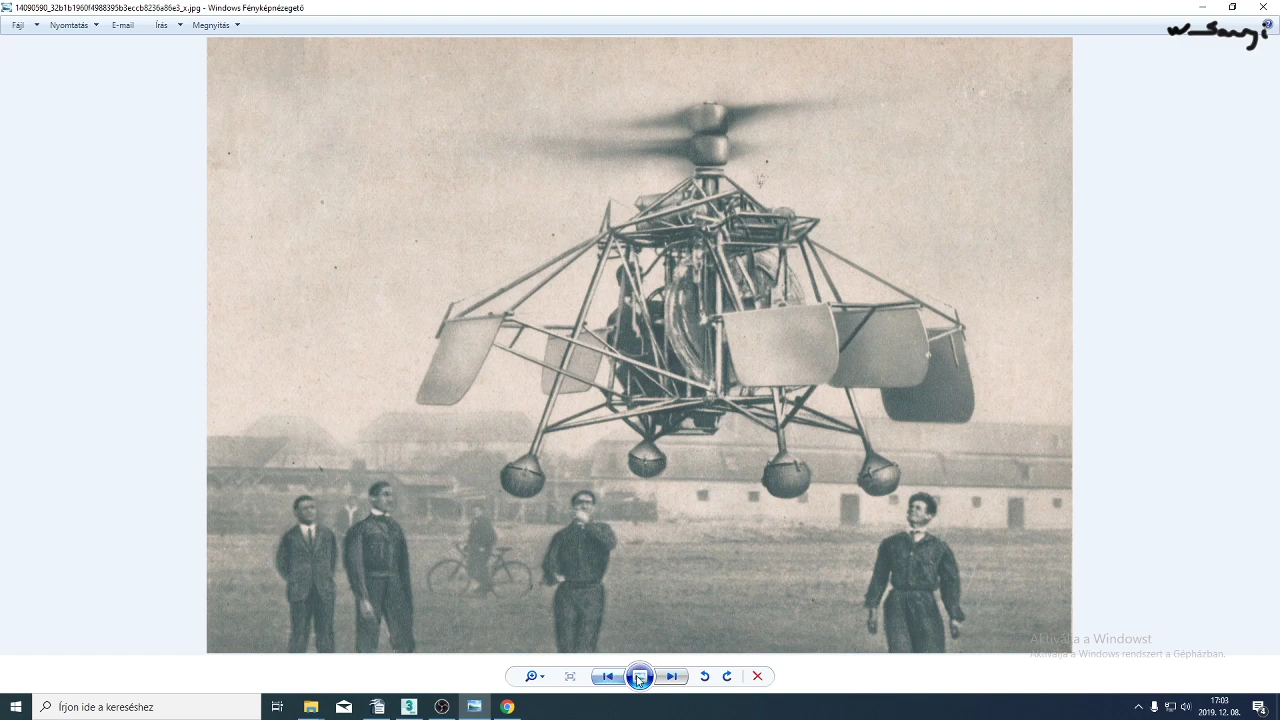 14090590_32b1b1960f4988395b3eccb8236a86e3_x.jpg - Windows Fényképnézegető
Fájl Nyomtatás E-mail Írás Megnyitás
Aktiválja a Windowst
Aktiválja a Windows rendszert a Gépházban.
Írjon ide a kereséshez
17:03
2019. 12. 08.